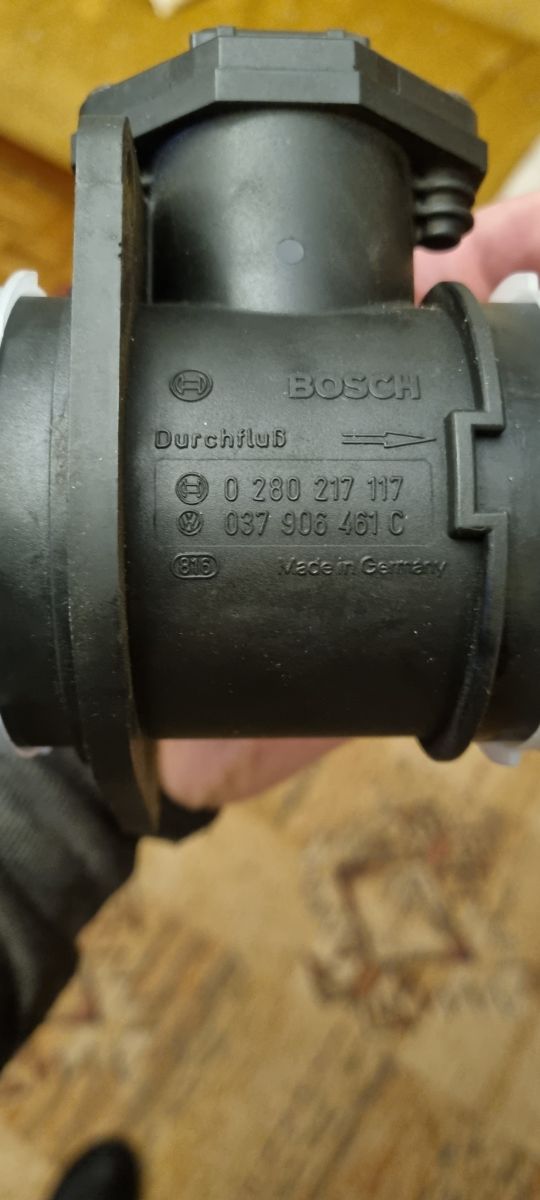 BOSCH
Durchfluß
0 280 217 117
037 906 461 C
816 Made in Germany